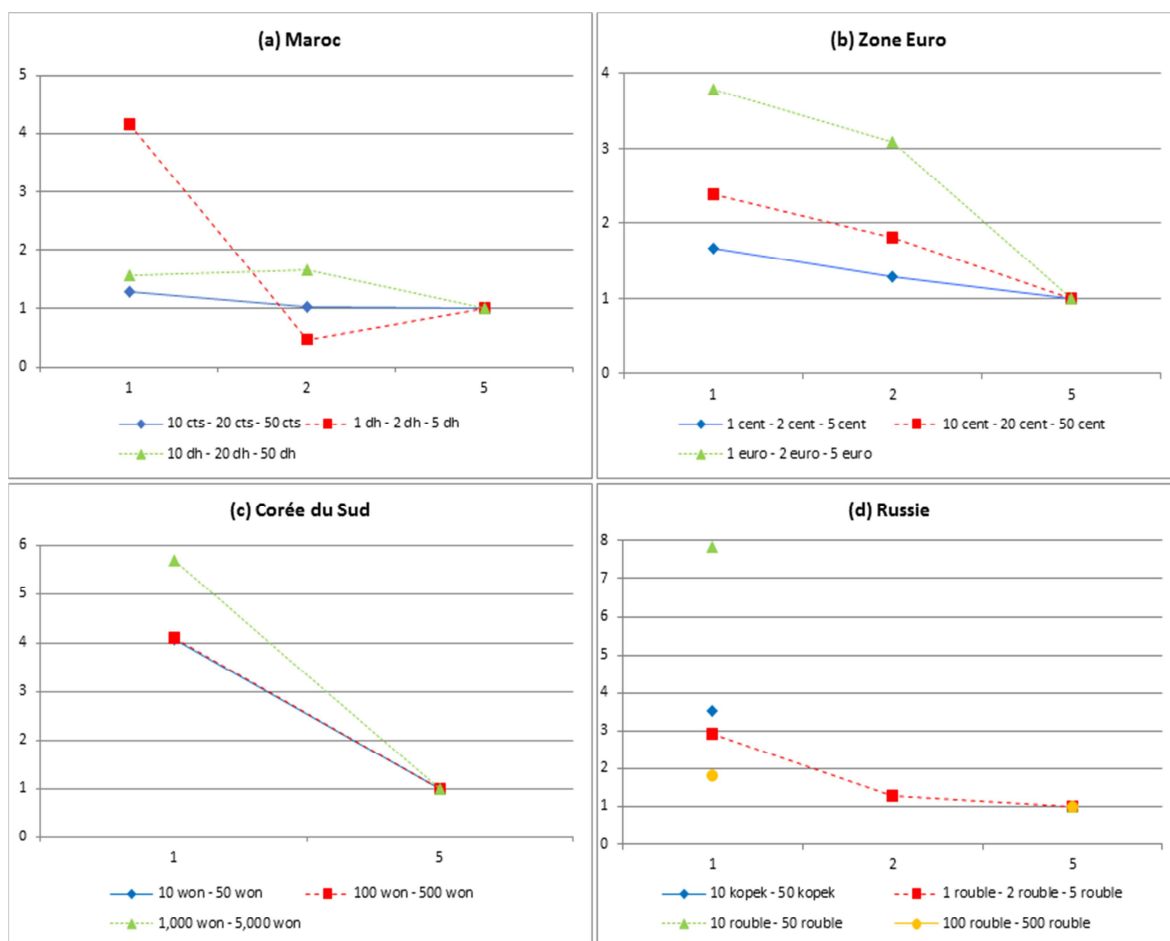 (a) Maroc
5
4
3
2
1
0
1 2 5
10 cts - 20 cts - 50 cts 1 dh - 2 dh - 5 dh
10 dh - 20 dh - 50 dh
(b) Zone Euro
4
3
2
1
0
1 2 5
1 cent - 2 cent - 5 cent 10 cent - 20 cent - 50 cent
1 euro - 2 euro - 5 euro
(c) Corée du Sud
6
5
4
3
2
1
0
1 5
10 won - 50 won 100 won - 500 won
1,000 won - 5,000 won
(d) Russie
8
7
6
5
4
3
2
1
0
1 2 5
10 kopek - 50 kopek 1 rouble - 2 rouble - 5 rouble
10 rouble - 50 rouble 100 rouble - 500 rouble